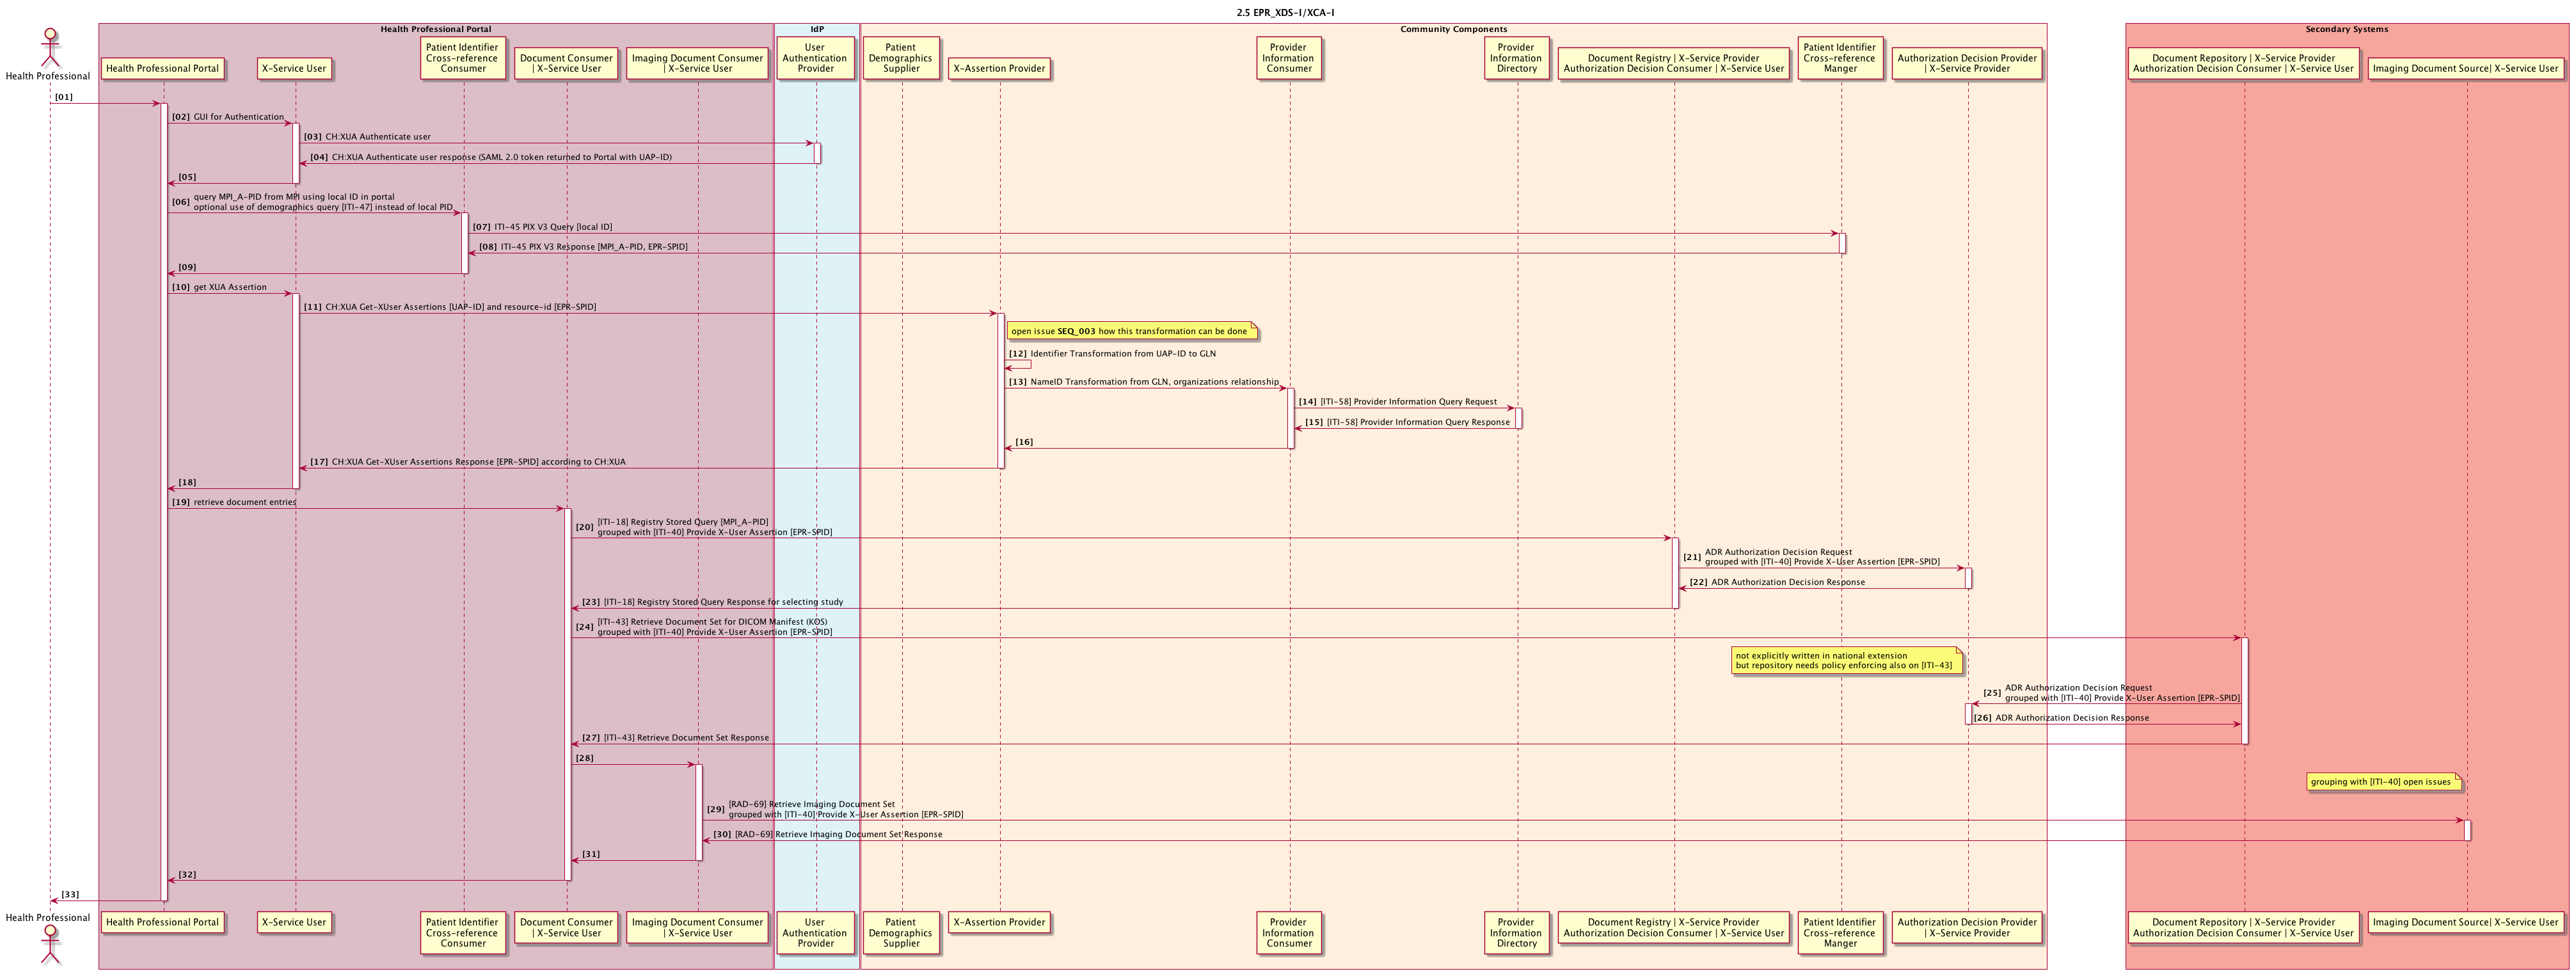 2.5 EPR_XDS-I/XCA-I
Health Professional Portal
IdP
Community Components
Secondary Systems
Health Professional
Health Professional Portal
X-Service User
Patient Identifier
Cross-reference
Consumer
Document Consumer
| X-Service User
Imaging Document Consumer
| X-Service User
User
Authentication
Provider
Patient
Demographics
Supplier
X-Assertion Provider
Provider
Information
Consumer
Provider
Information
Directory
Document Registry | X-Service Provider
Authorization Decision Consumer | X-Service User
Patient Identifier
Cross-reference
Manger
Authorization Decision Provider
| X-Service Provider
Document Repository | X-Service Provider
Authorization Decision Consumer | X-Service User
Imaging Document Source| X-Service User
[01]
[02] GUI for Authentication
[03] CH:XUA Authenticate user
[04] CH:XUA Authenticate user response (SAML 2.0 token returned to Portal with UAP-ID)
[05]
[06] query MPI_A-PID from MPI using local ID in portal
optional use of demographics query [ITI-47] instead of local PID
[07] ITI-45 PIX V3 Query [local ID]
[08] ITI-45 PIX V3 Response [MPI_A-PID, EPR-SPID]
[09]
[10] get XUA Assertion
[11] CH:XUA Get-XUser Assertions [UAP-ID] and resource-id [EPR-SPID]
open issue SEQ_003 how this transformation can be done
[12] Identifier Transformation from UAP-ID to GLN
[13] NameID Transformation from GLN, organizations relationship
[14] [ITI-58] Provider Information Query Request
[15] [ITI-58] Provider Information Query Response
[16]
[17] CH:XUA Get-XUser Assertions Response [EPR-SPID] according to CH:XUA
[18]
[19] retrieve document entries
[20] [ITI-18] Registry Stored Query [MPI_A-PID]
grouped with [ITI-40] Provide X-User Assertion [EPR-SPID]
[21] ADR Authorization Decision Request
grouped with [ITI-40] Provide X-User Assertion [EPR-SPID]
[22] ADR Authorization Decision Response
[23] [ITI-18] Registry Stored Query Response for selecting study
[24] [ITI-43] Retrieve Document Set for DICOM Manifest (KOS)
grouped with [ITI-40] Provide X-User Assertion [EPR-SPID]
not explicitly written in national extension
but repository needs policy enforcing also on [ITI-43]
[25] ADR Authorization Decision Request
grouped with [ITI-40] Provide X-User Assertion [EPR-SPID]
[26] ADR Authorization Decision Response
[27] [ITI-43] Retrieve Document Set Response
[28]
grouping with [ITI-40] open issues
[29] [RAD-69] Retrieve Imaging Document Set
grouped with [ITI-40] Provide X-User Assertion [EPR-SPID]
[30] [RAD-69] Retrieve Imaging Document Set Response
[31]
[32]
[33]
Health Professional
Health Professional Portal
X-Service User
Patient Identifier
Cross-reference
Consumer
Document Consumer
| X-Service User
Imaging Document Consumer
| X-Service User
User
Authentication
Provider
Patient
Demographics
Supplier
X-Assertion Provider
Provider
Information
Consumer
Provider
Information
Directory
Document Registry | X-Service Provider
Authorization Decision Consumer | X-Service User
Patient Identifier
Cross-reference
Manger
Authorization Decision Provider
| X-Service Provider
Document Repository | X-Service Provider
Authorization Decision Consumer | X-Service User
Imaging Document Source| X-Service User